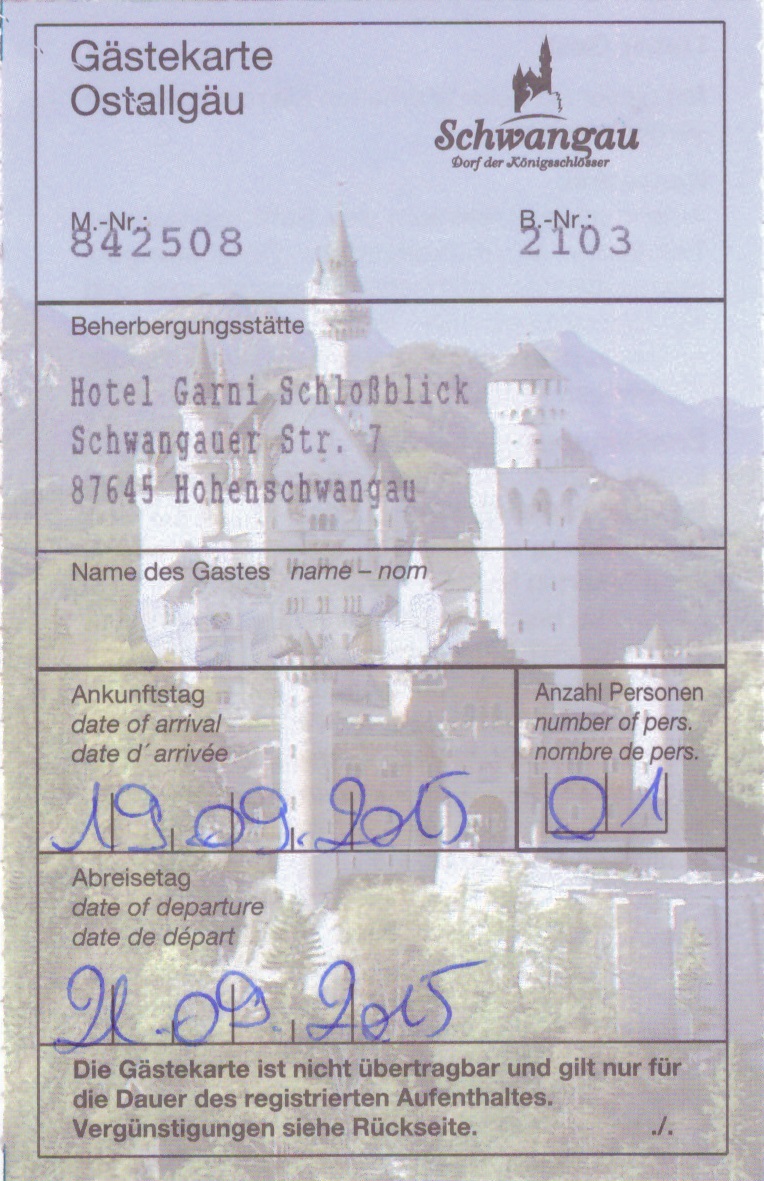 Gästekarte
Ostallgäu
Schwangau
Dorf der Königsschlösser
M.-Nr.: B.-Nr.:
842508 2103
Beherbergungsstätte
Hotel Garni Schloßblick
Schwangauer Str. 7
87645 Hohenschwangau
Name des Gastes name – nom
Ankunftstag
date of arrival
date d´ arrivée
Anzahl Personen
number of pers.
nombre de pers.
19.09.2015
01
Abreisetag
date of departure
date de départ
21.09.2015
Die Gästekarte ist nicht übertragbar und gilt nur für
die Dauer des registrierten Aufenthaltes.
Vergünstigungen siehe Rückseite. ./.